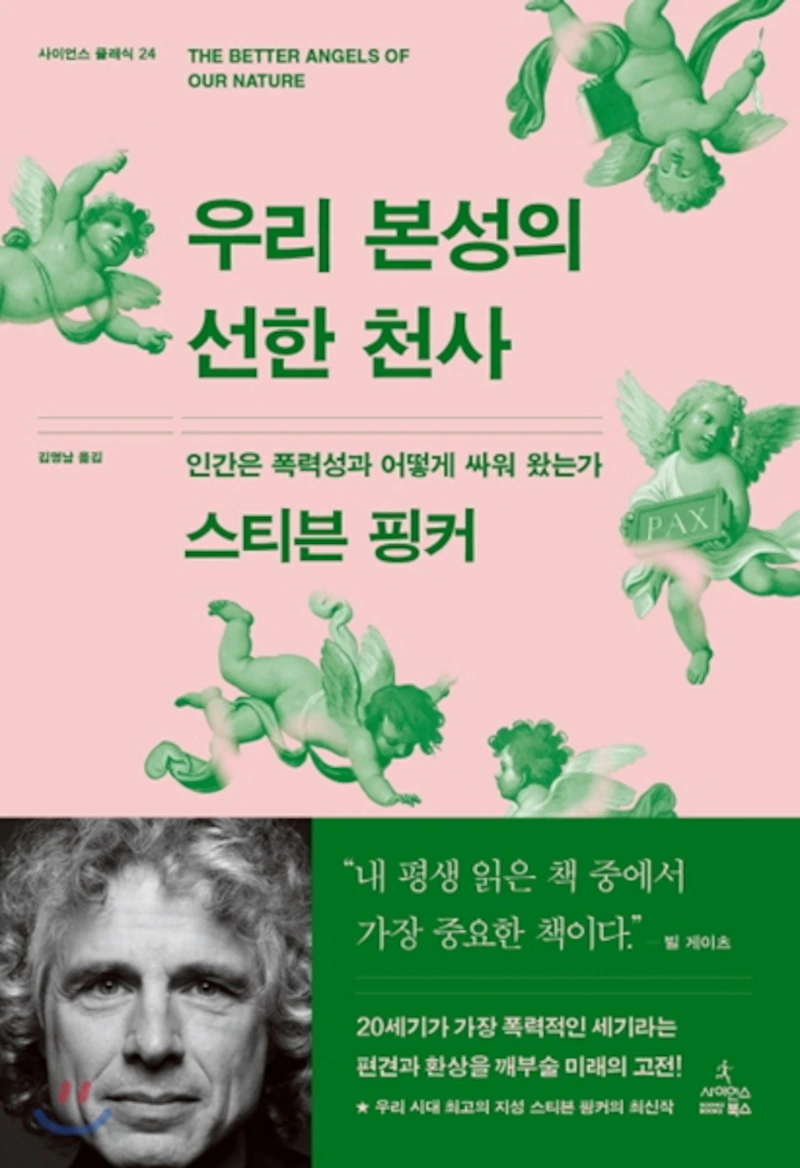 사이언스 클래식 24
THE BETTER ANGELS OF
OUR NATURE
우리 본성의
선한 천사
김명남 옮김
인간은 폭력성과 어떻게 싸워 왔는가
스티븐 핑커
PAX
“내 평생 읽은 책 중에서
가장 중요한 책이다.” — 빌 게이츠
20세기가 가장 폭력적인 세기라는
편견과 환상을 깨부술 미래의 고전!
★ 우리 시대 최고의 지성 스티븐 핑커의 최신작
사이언스
SCIENCE BOOKS 북스